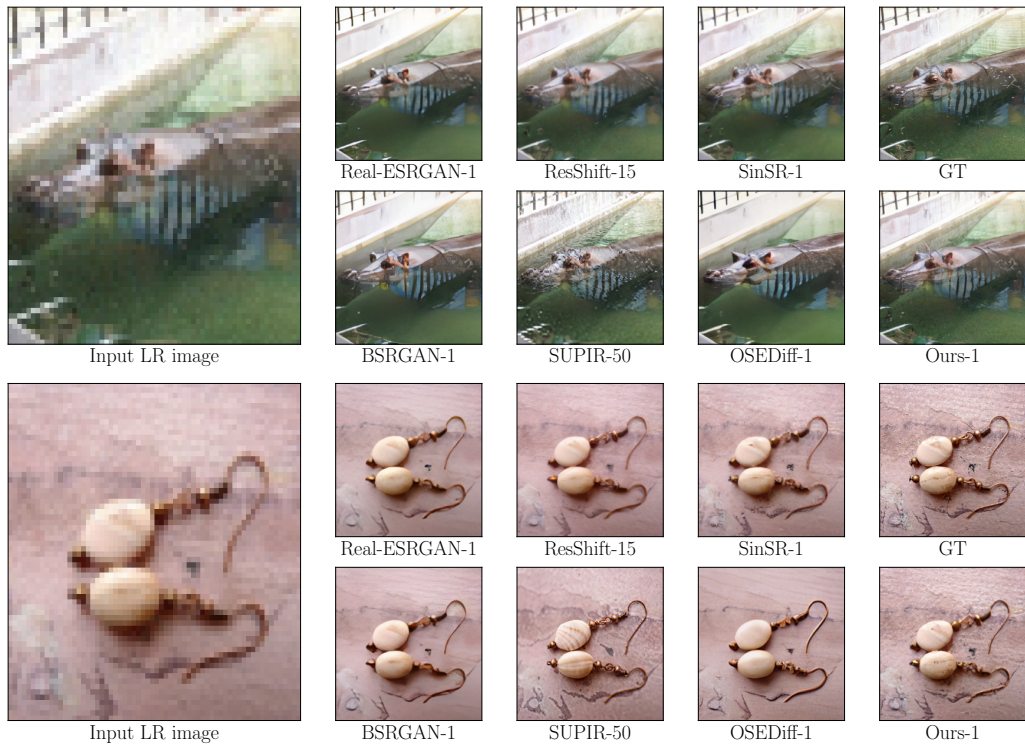 Real-ESRGAN-1
ResShift-15
SinSR-1
GT
Input LR image
BSRGAN-1
SUPIR-50
OSEDiff-1
Ours-1
Real-ESRGAN-1
ResShift-15
SinSR-1
GT
Input LR image
BSRGAN-1
SUPIR-50
OSEDiff-1
Ours-1